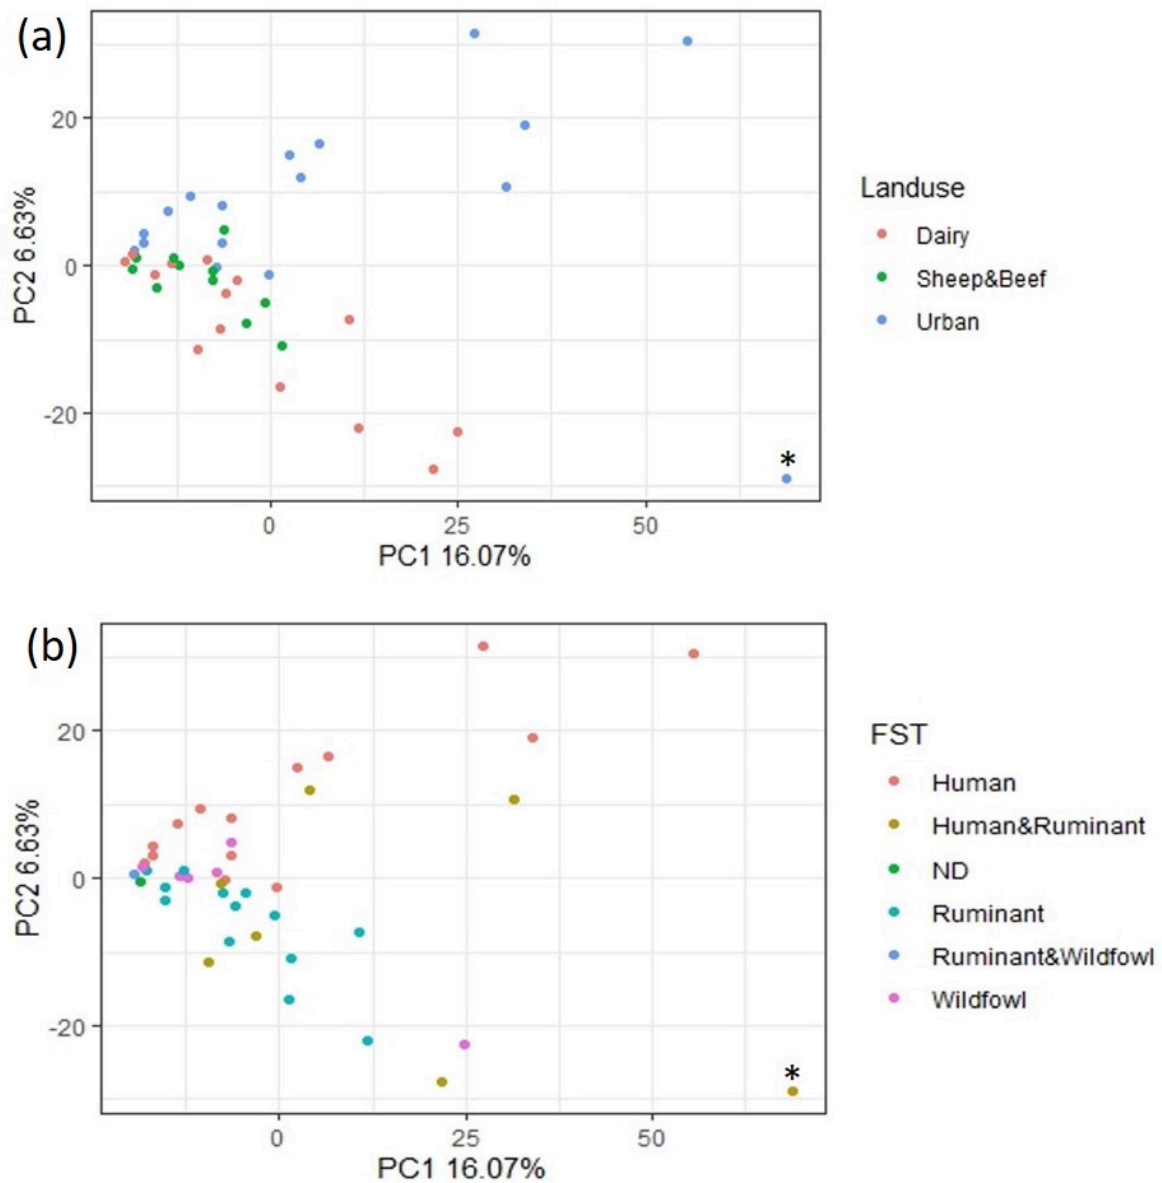 (a)
20
0
-20
PC2 6.63%
*
0 25 50
PC1 16.07%
Landuse
Dairy
Sheep&Beef
Urban
(b)
20
0
-20
PC2 6.63%
*
0 25 50
PC1 16.07%
FST
Human
Human&Ruminant
ND
Ruminant
Ruminant&Wildfowl
Wildfowl